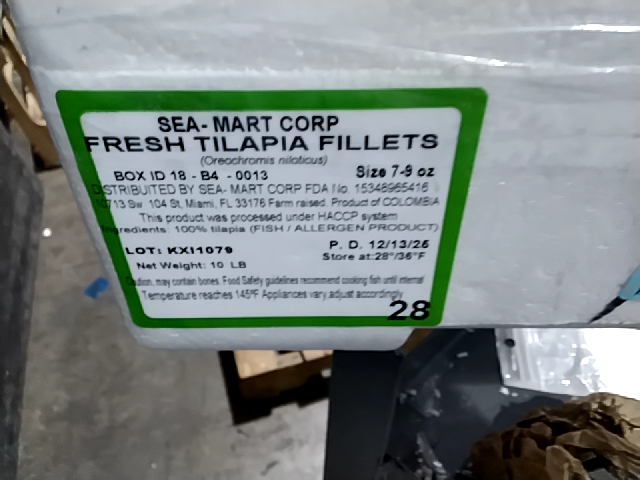 SEA- MART CORP
FRESH TILAPIA FILLETS
(Oreochromis niloticus)
BOX ID 18 - B4 - 0013 Size 7-9 oz
DISTRIBUTED BY SEA- MART CORP FDA No. 15348965416
10713 Sw 104 St. Miami, FL 33176 Farm raised. Product of COLOMBIA
This product was processed under HACCP system
Ingredients: 100% tilapia (FISH / ALLERGEN PRODUCT)
LOT: KXI1079 P. D. 12/13/25
Net Weight: 10 LB Store at:28°/36°F
Caution, may contain bones. Food Safety guidelines recommend cooking fish until internal
Temperature reaches 145ºF Appliances vary, adjust accordingly.
28